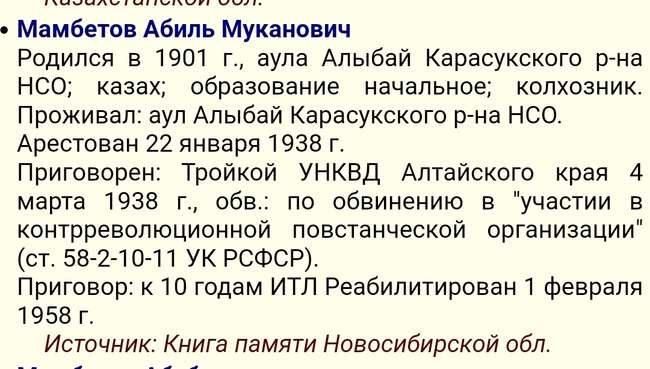 Казахстанской обл.
• Мамбетов Абиль Муканович
Родился в 1901 г., аула Алыбай Карасукского р-на
НСО; казах; образование начальное; колхозник.
Проживал: аул Алыбай Карасукского р-на НСО.
Арестован 22 января 1938 г.
Приговорен: Тройкой УНКВД Алтайского края 4
марта 1938 г., обв.: по обвинению в "участии в
контрреволюционной повстанческой организации"
(ст. 58-2-10-11 УК РСФСР).
Приговор: к 10 годам ИТЛ Реабилитирован 1 февраля
1958 г.
Источник: Книга памяти Новосибирской обл.